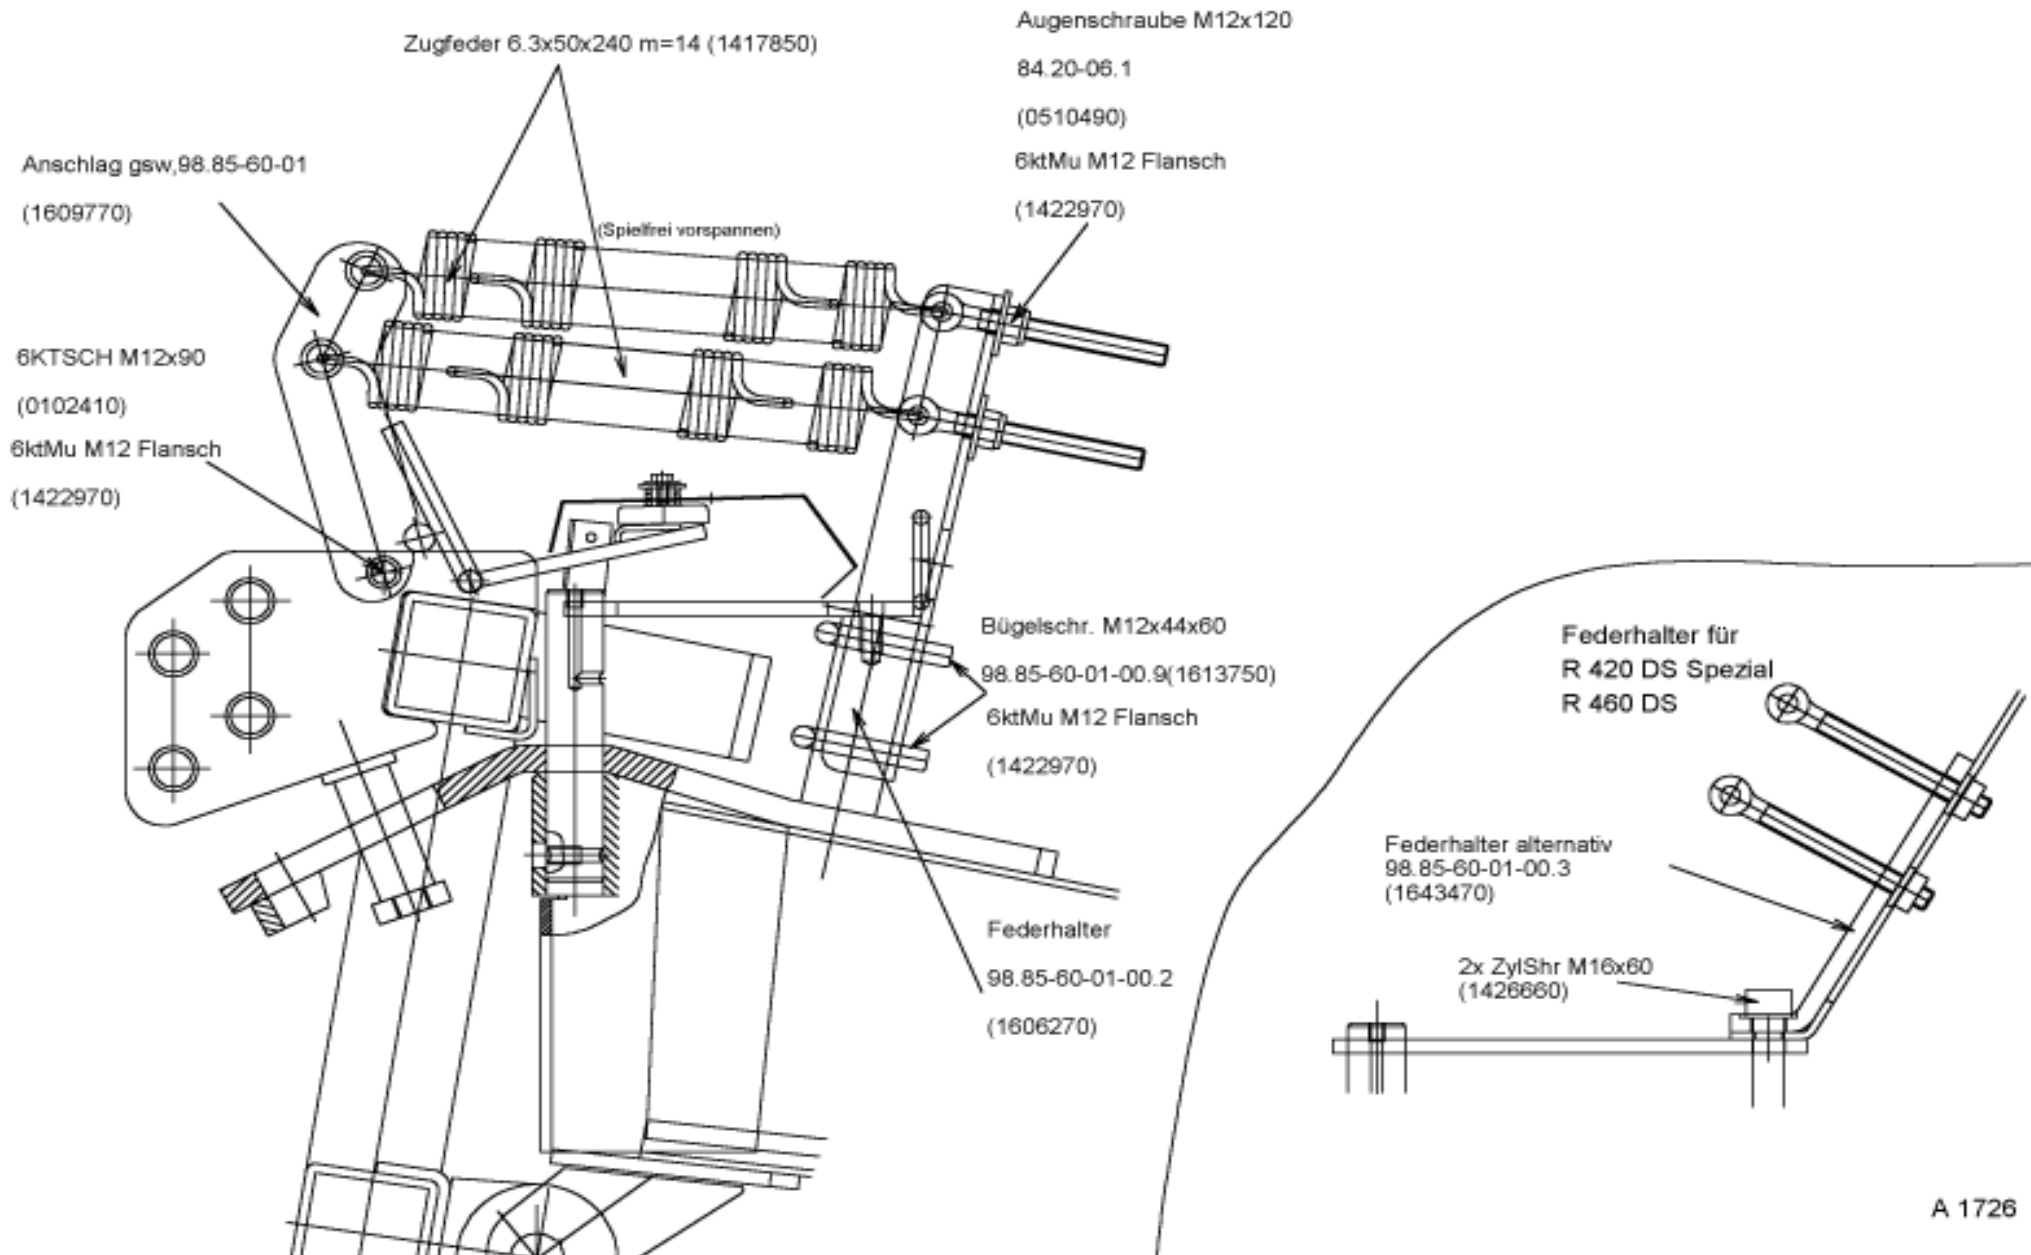 Zugfeder 6.3x50x240 m=14 (1417850)
Augenschraube M12x120
84.20-06.1
(0510490)
6ktMu M12 Flansch
(1422970)
Anschlag gsw,98.85-60-01
(1609770)
(Spielfrei vorspannen)
6KTSCH M12x90
(0102410)
6ktMu M12 Flansch
(1422970)
Bügelschr. M12x44x60
98.85-60-01-00.9(1613750)
6ktMu M12 Flansch
(1422970)
Federhalter
98.85-60-01-00.2
(1606270)
Federhalter für
R 420 DS Spezial
R 460 DS
Federhalter alternativ
98.85-60-01-00.3
(1643470)
2x ZylShr M16x60
(1426660)
A 1726